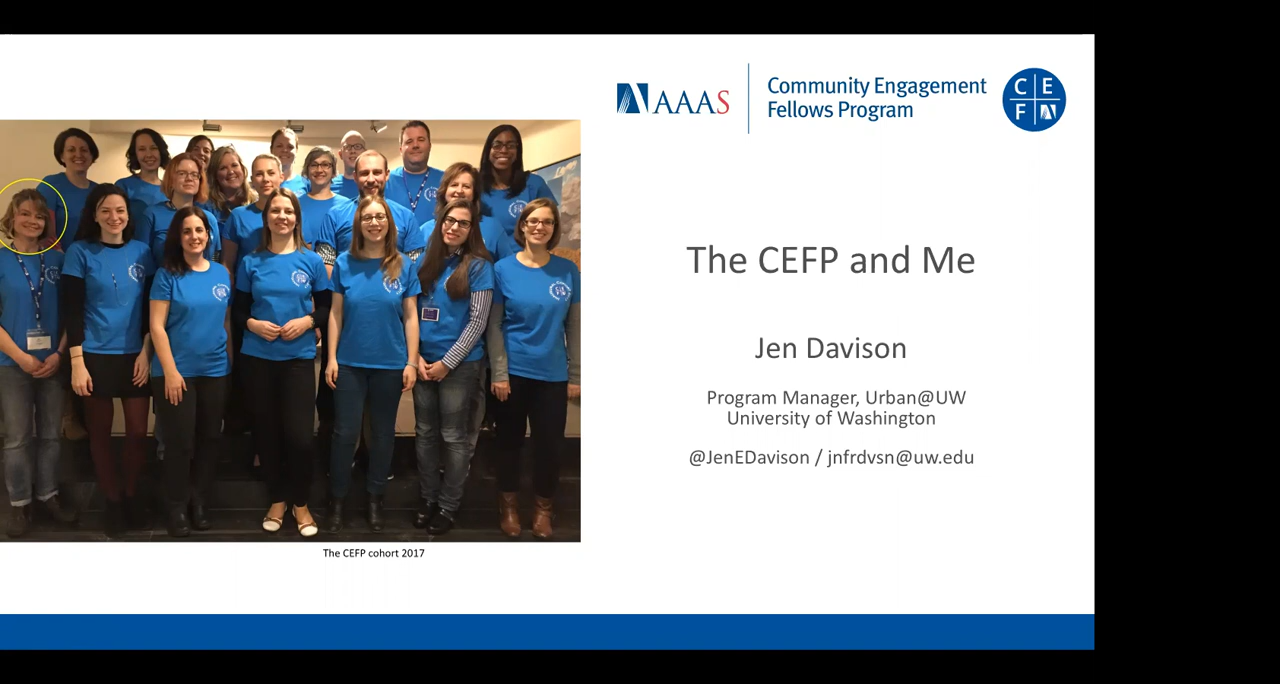 AAAS
Community Engagement
Fellows Program
C E
F
The CEFP and Me
Jen Davison
Program Manager, Urban@UW
University of Washington
@JenEDavison / jnfrdvsn@uw.edu
The CEFP cohort 2017